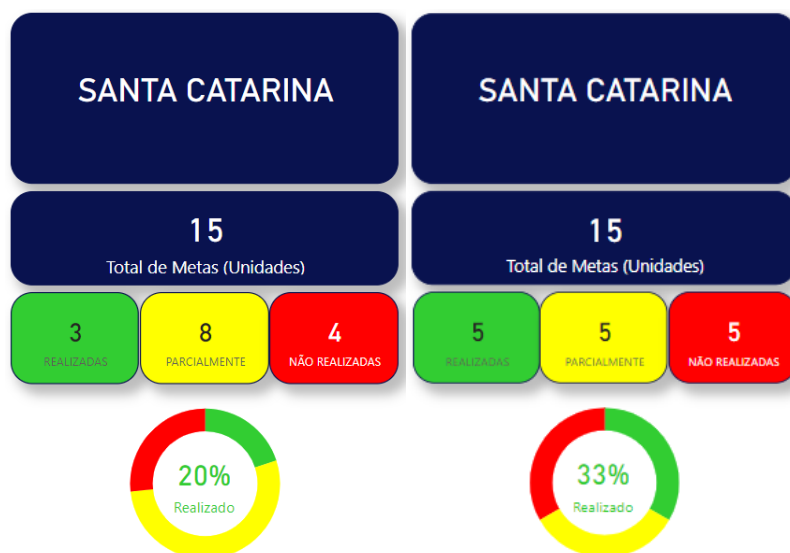 SANTA CATARINA
15
Total de Metas (Unidades)
3
REALIZADAS
8
PARCIALMENTE
4
NÃO REALIZADAS
20%
Realizado
SANTA CATARINA
15
Total de Metas (Unidades)
5
REALIZADAS
5
PARCIALMENTE
5
NÃO REALIZADAS
33%
Realizado